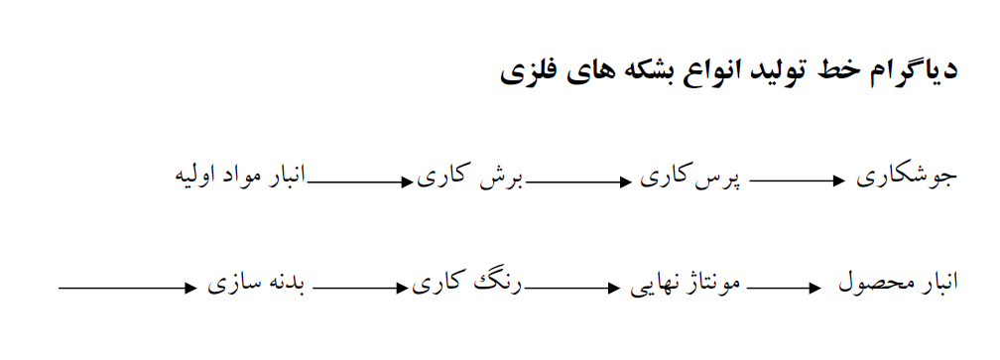 دیاگرام خط تولید انواع بشکه های فلزی
انبار مواد اولیه برش کاری پرس کاری جوشکاری
بدنه سازی رنگ کاری مونتاژ نهایی انبار محصول